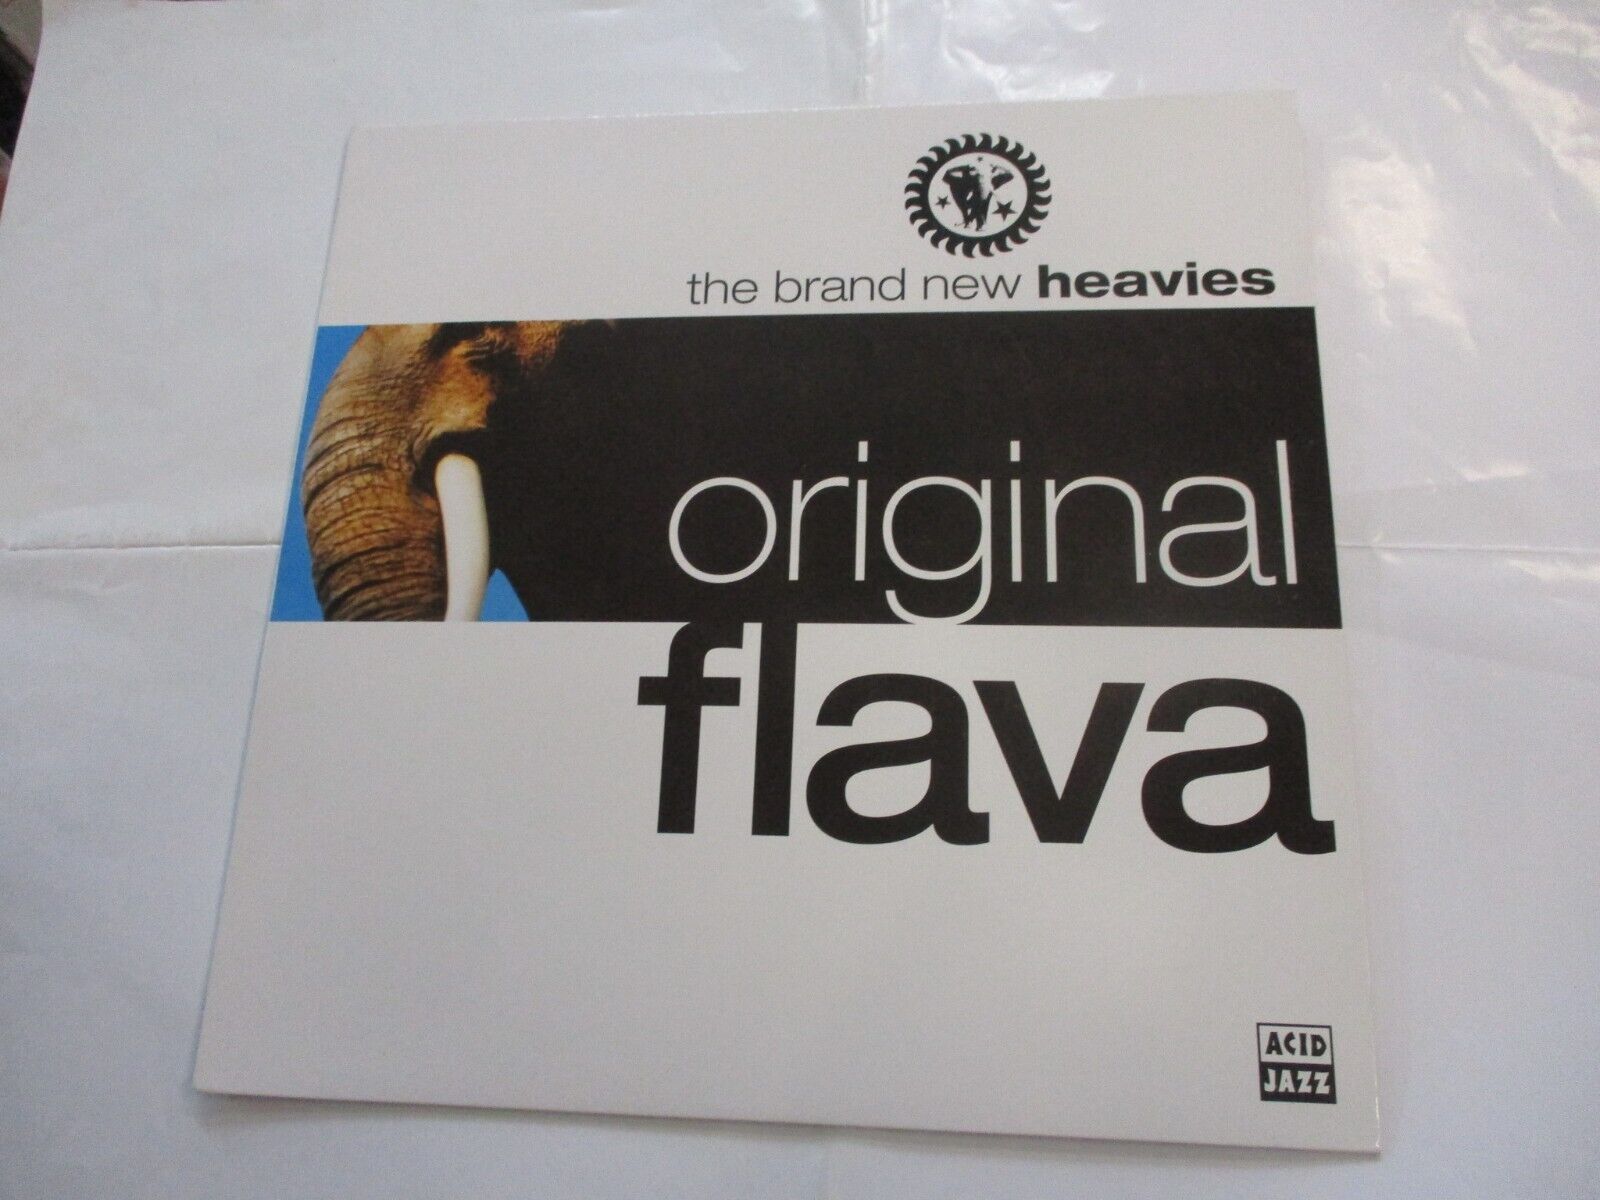 the brand new heavies
original
flava
ACID
JAZZ